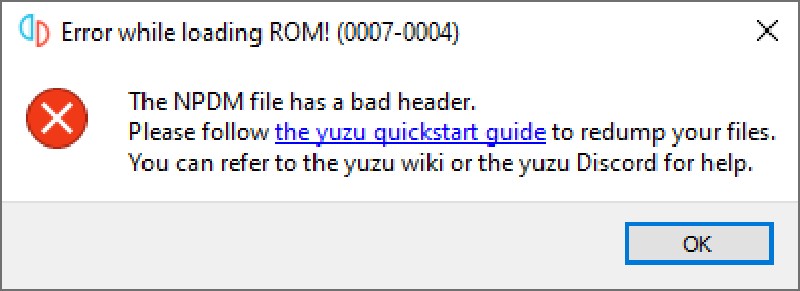 Error while loading ROM! (0007-0004)
The NPDM file has a bad header.
Please follow the yuzu quickstart guide to redump your files.
You can refer to the yuzu wiki or the yuzu Discord for help.
OK